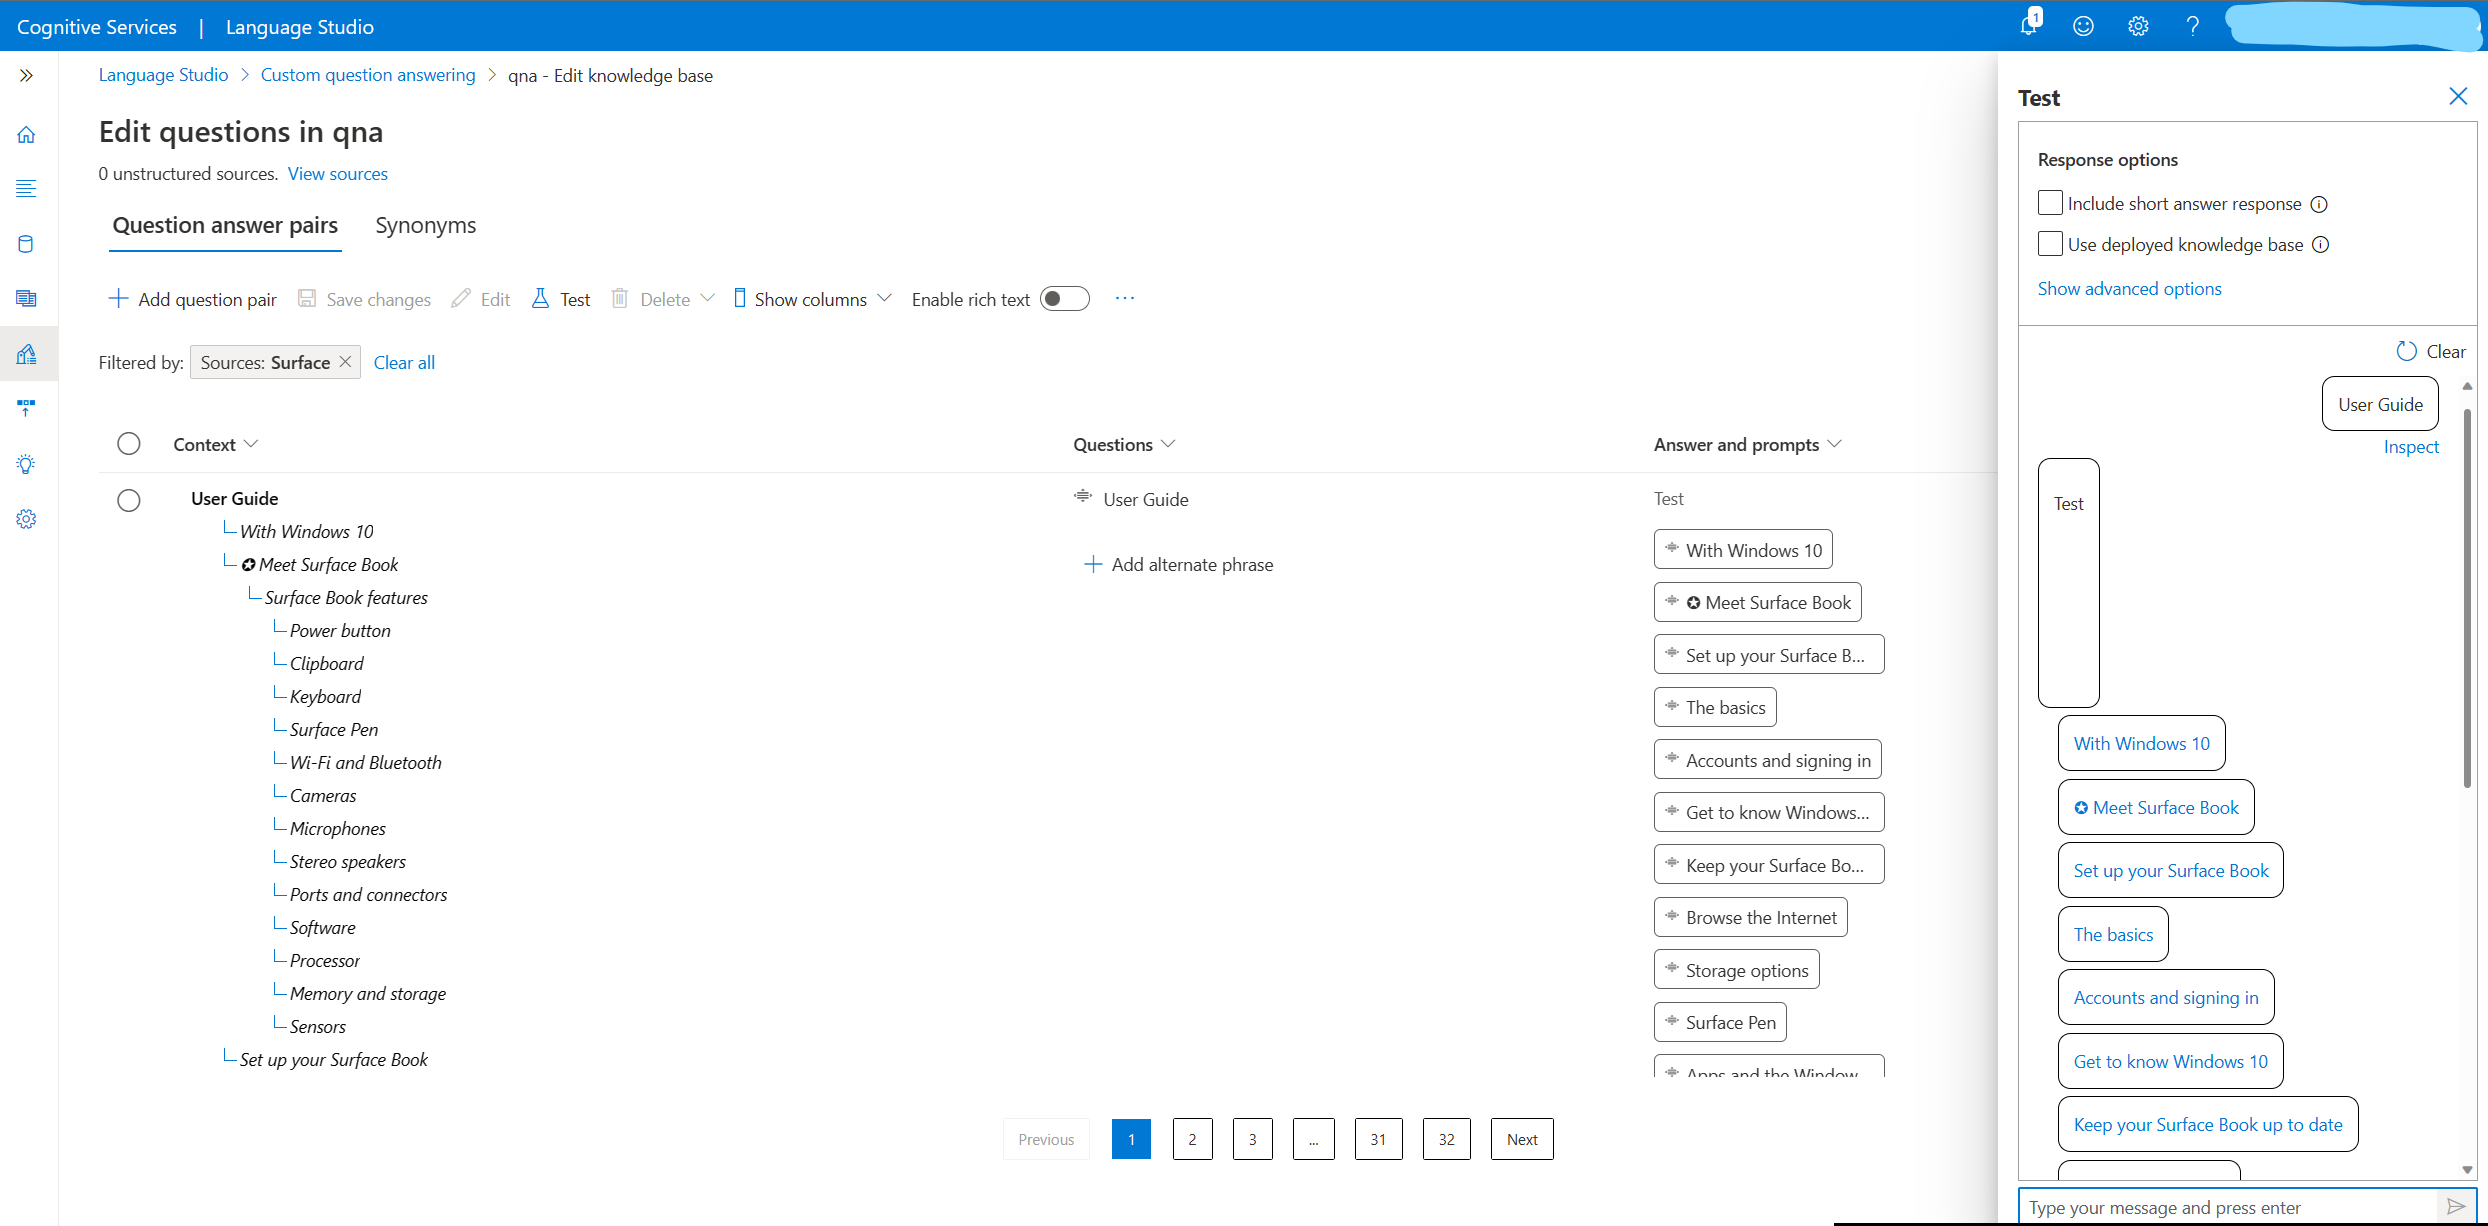 Cognitive Services | Language Studio
1
Language Studio > Custom question answering > qna - Edit knowledge base
Edit questions in qna
0 unstructured sources. View sources
Question answer pairs Synonyms
Add question pair Save changes Edit Test Delete Show columns Enable rich text ...
Filtered by: Sources: Surface Clear all
Context Questions Answer and prompts
User Guide
With Windows 10
✪ Meet Surface Book
Surface Book features
Power button
Clipboard
Keyboard
Surface Pen
Wi-Fi and Bluetooth
Cameras
Microphones
Stereo speakers
Ports and connectors
Software
Processor
Memory and storage
Sensors
Set up your Surface Book
User Guide
Add alternate phrase
Test
With Windows 10
✪ Meet Surface Book
Set up your Surface B...
The basics
Accounts and signing in
Get to know Windows...
Keep your Surface Bo...
Browse the Internet
Storage options
Surface Pen
Apps and the Window...
Previous 1 2 3 ... 31 32 Next
Test
Response options
Include short answer response
Use deployed knowledge base
Show advanced options
Clear
User Guide
Inspect
Test
With Windows 10
✪ Meet Surface Book
Set up your Surface Book
The basics
Accounts and signing in
Get to know Windows 10
Keep your Surface Book up to date
Type your message and press enter